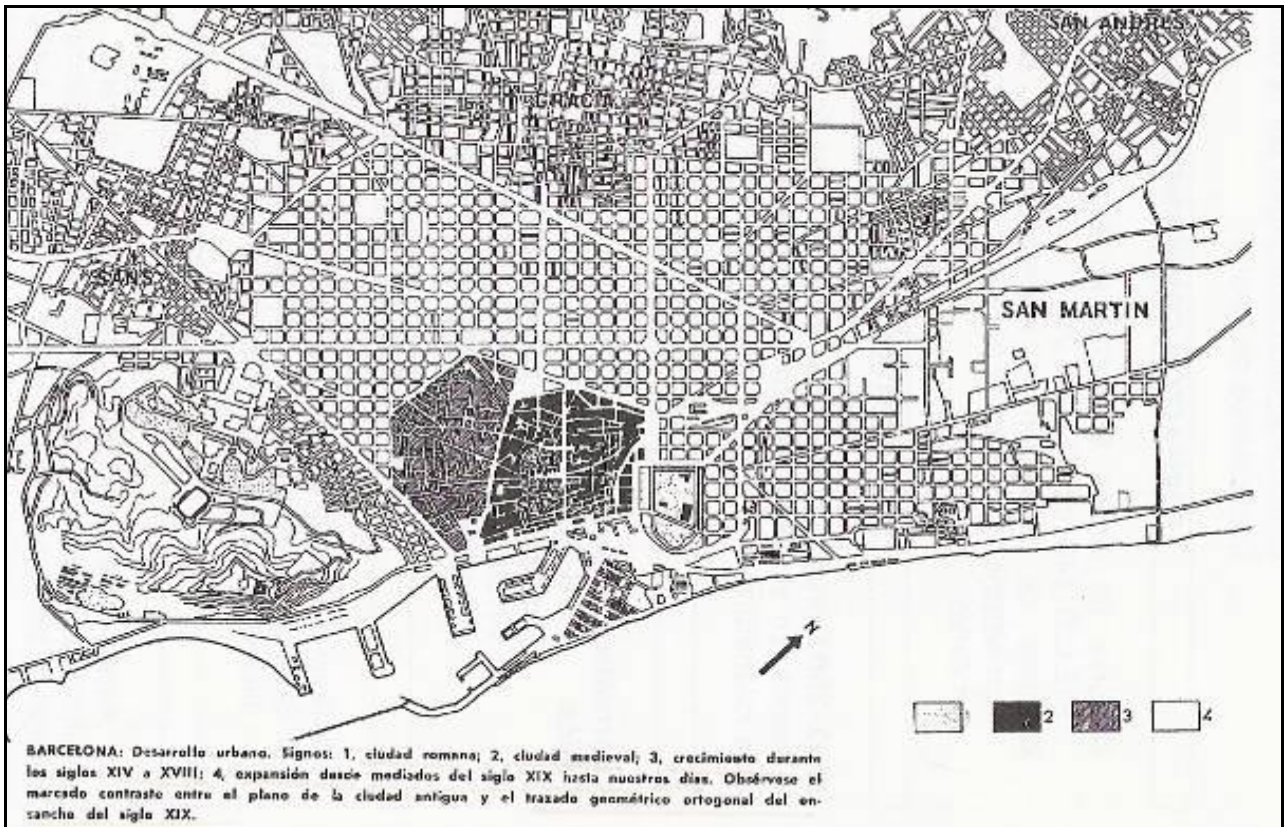 SAN ANDRES
GRACIA
SANS
SAN MARTIN
N
2
3
4
BARCELONA: Desarrollo urbano. Signos: 1, ciudad romana; 2, ciudad medieval; 3, crecimiento durante
los siglos XIV a XVIII; 4, expansión desde mediados del siglo XIX hasta nuestros días. Obsérvese el
marcado contraste entre el plano de la ciudad antigua y el trazado geométrico ortogonal del en-
sanche del siglo XIX.